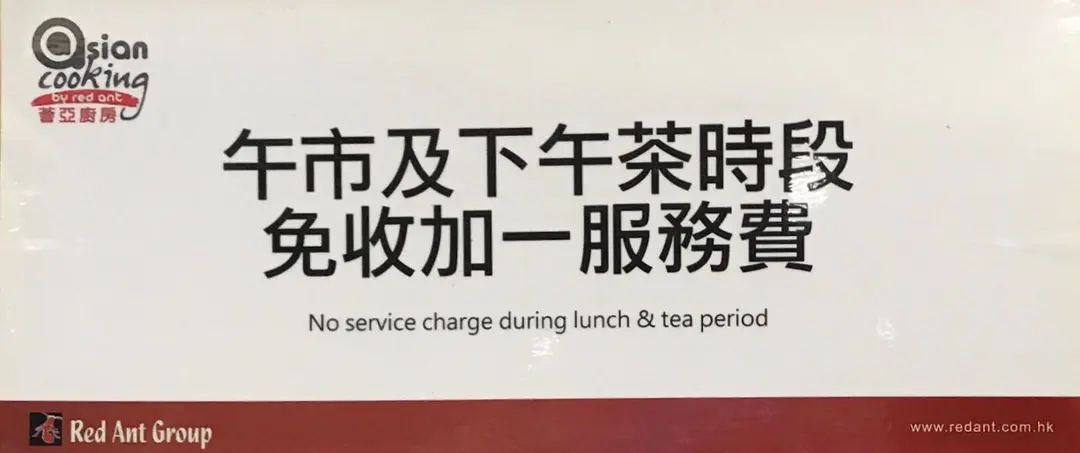 asian
cooking
by red ant
薈亞廚房
午市及下午茶時段
免收加一服務費
No service charge during lunch & tea period
Red Ant Group
www.redant.com.hk